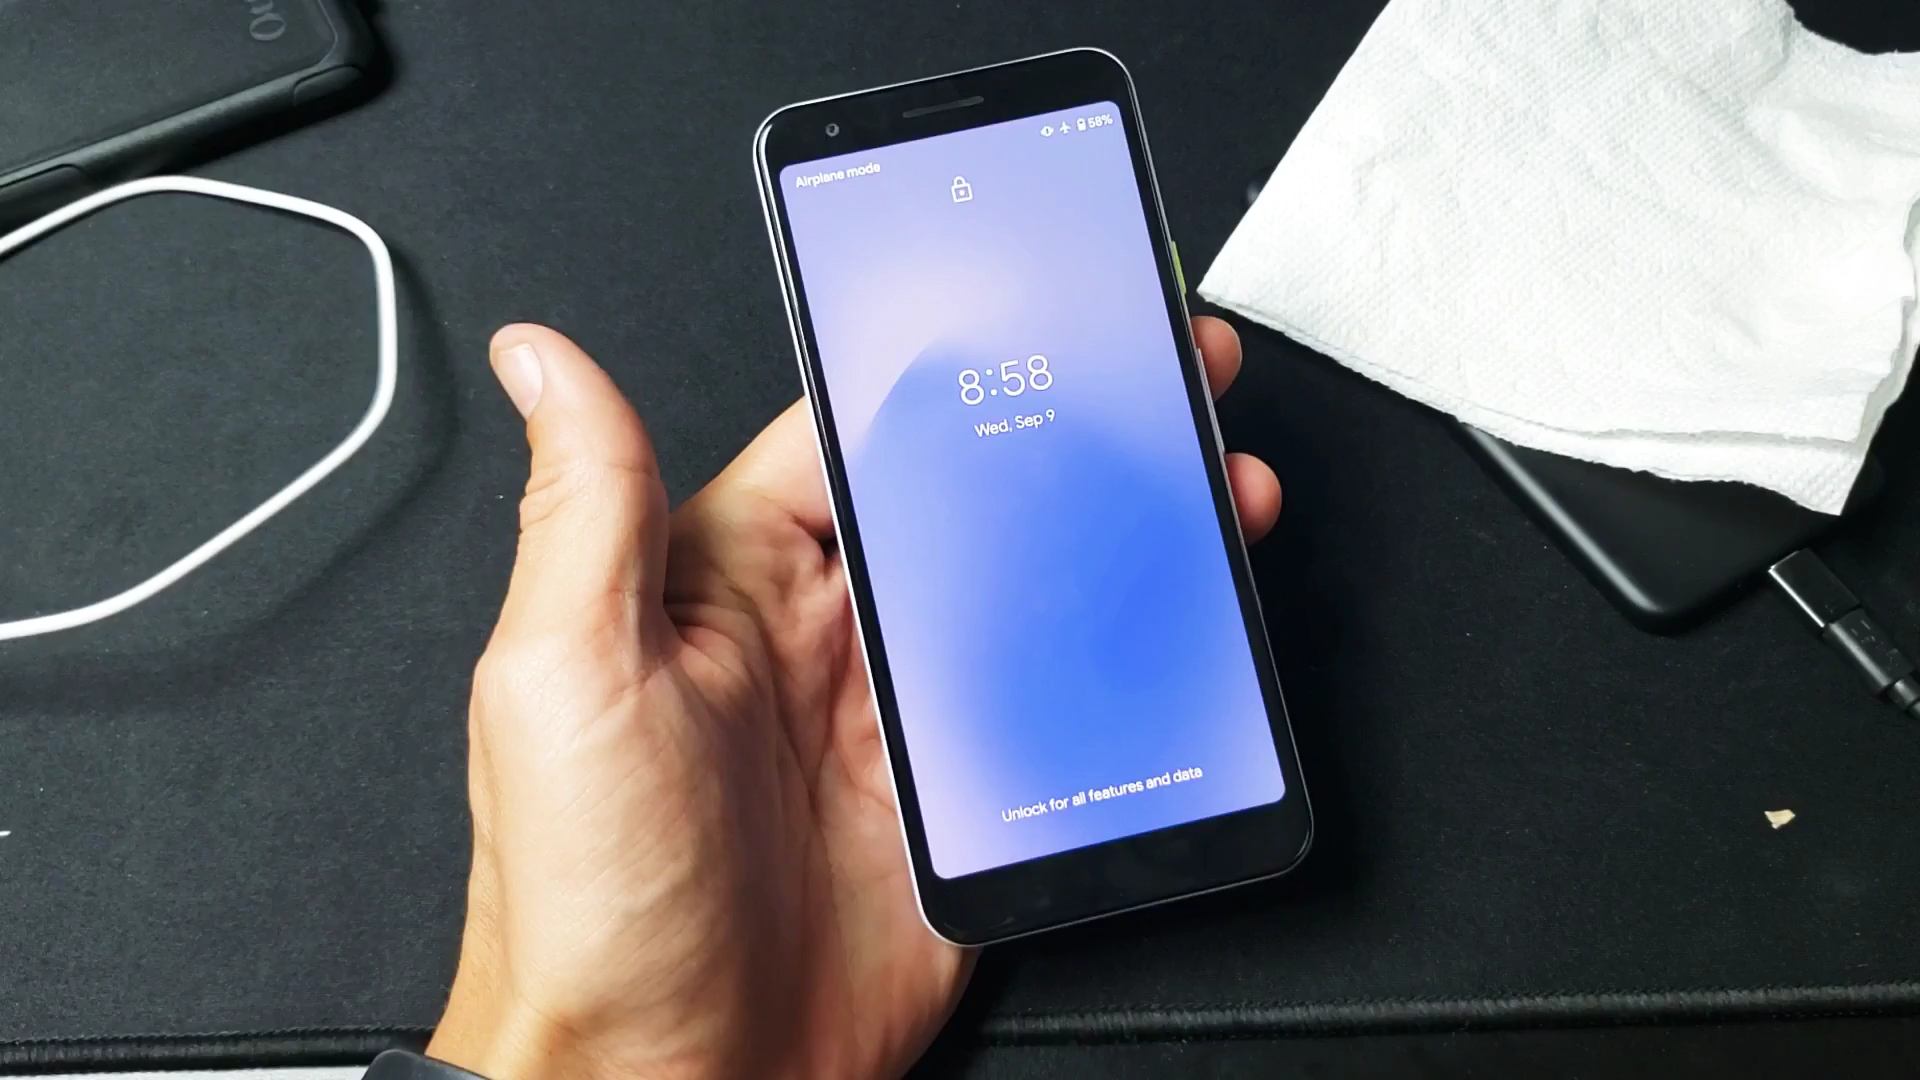 58%
Airplane mode
8:58
Wed, Sep 9
Unlock for all features and data